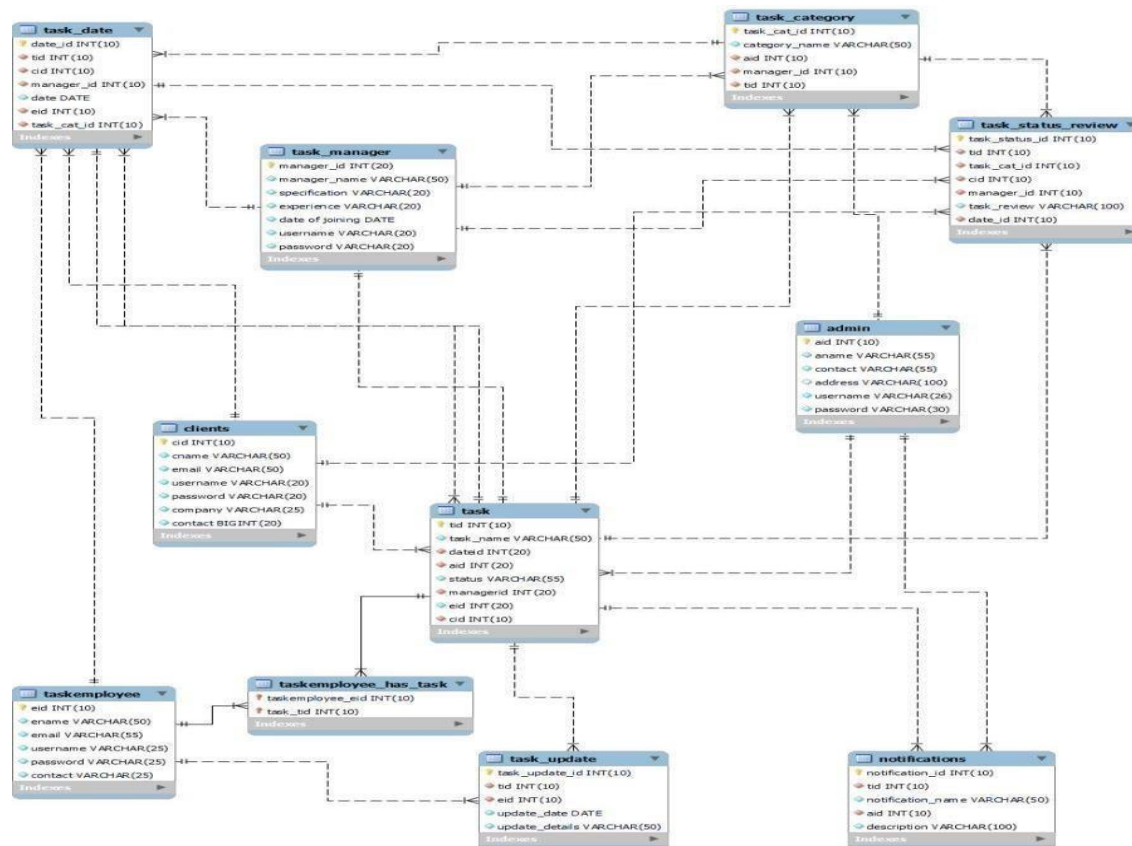 task_date
date_id INT(10)
tid INT(10)
cid INT(10)
manager_id INT(10)
date DATE
eid INT(10)
task_cat_id INT(10)
Indexes
task_category
task_cat_id INT(10)
category_name VARCHAR(50)
aid INT(10)
manager_id INT(10)
tid INT(10)
Indexes
task_status_review
task_status_id INT(10)
tid INT(10)
task_cat_id INT(10)
cid INT(10)
manager_id INT(10)
task_review VARCHAR(100)
date_id INT(10)
Indexes
task_manager
manager_id INT(20)
manager_name VARCHAR(50)
specification VARCHAR(20)
experience VARCHAR(20)
date of joining DATE
username VARCHAR(20)
password VARCHAR(20)
Indexes
admin
aid INT(10)
aname VARCHAR(55)
contact VARCHAR(55)
address VARCHAR(100)
username VARCHAR(26)
password VARCHAR(30)
Indexes
clients
cid INT(10)
cname VARCHAR(50)
email VARCHAR(50)
username VARCHAR(20)
password VARCHAR(20)
company VARCHAR(25)
contact BIGINT(20)
Indexes
task
tid INT(10)
task_name VARCHAR(50)
dateid INT(20)
aid INT(20)
status VARCHAR(55)
managerid INT(20)
eid INT(20)
cid INT(10)
Indexes
taskemployee
eid INT(10)
ename VARCHAR(50)
email VARCHAR(55)
username VARCHAR(25)
password VARCHAR(25)
contact VARCHAR(25)
Indexes
taskemployee_has_task
taskemployee_eid INT(10)
task_tid INT(10)
Indexes
task_update
task_update_id INT(10)
tid INT(10)
eid INT(10)
update_date DATE
update_details VARCHAR(50)
Indexes
notifications
notification_id INT(10)
tid INT(10)
notification_name VARCHAR(50)
aid INT(10)
description VARCHAR(100)
Indexes